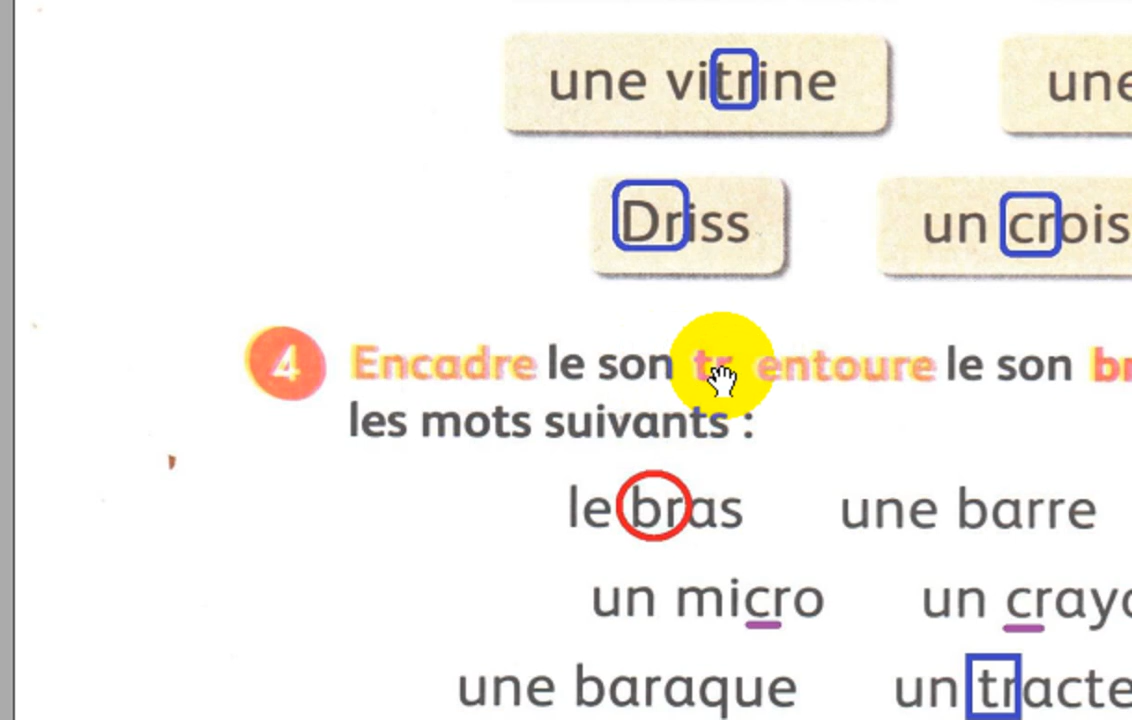 une vitrine une
Driss un crois
4 Encadre le son tr entoure le son br
les mots suivants :
le bras une barre
un micro un crayo
une baraque un tracte